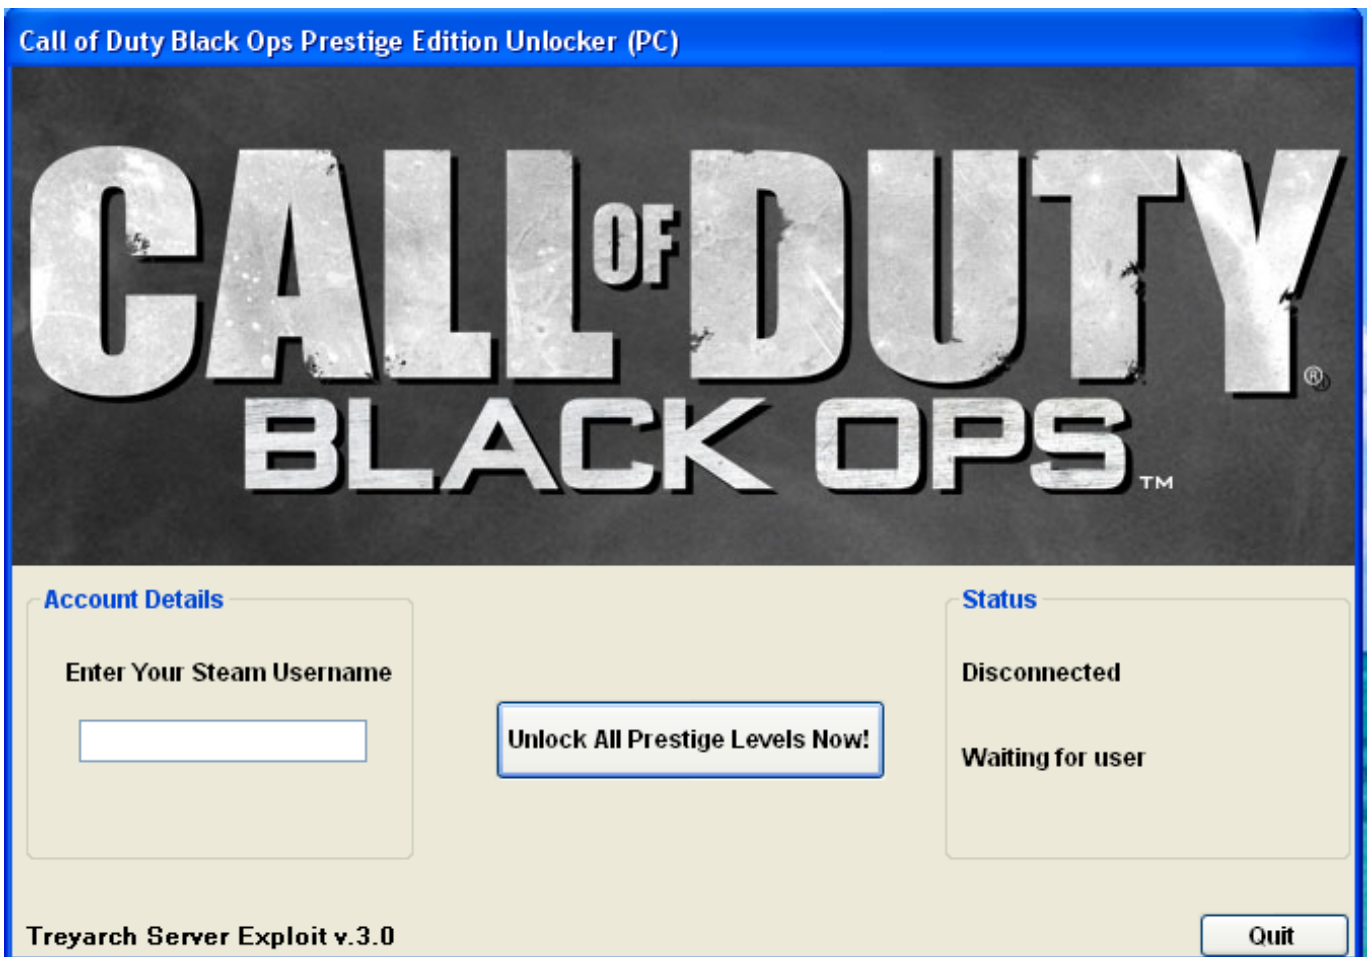 Call of Duty Black Ops Prestige Edition Unlocker (PC)
CALL OF DUTY®
BLACK OPS™
Account Details
Enter Your Steam Username
Unlock All Prestige Levels Now!
Status
Disconnected
Waiting for user
Treyarch Server Exploit v.3.0
Quit